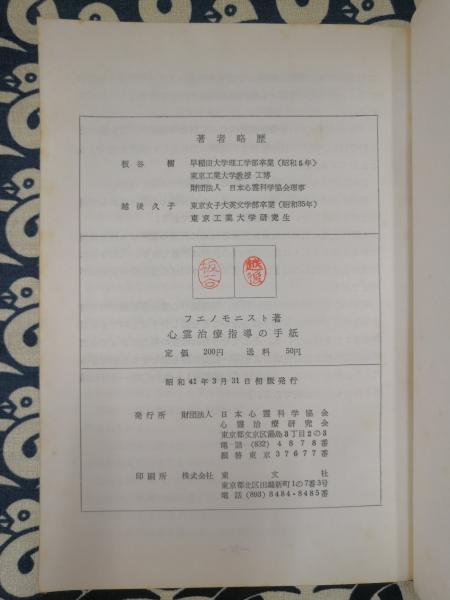 著者略歴
板谷 樹 早稲田大学理工学部卒業（昭和5年）
東京工業大学教授 工博
財団法人 日本心霊科学協会理事
越後久子 東京女子大英文学部卒業（昭和35年）
東京工業大学研究生
板谷 越後
フエノモニスト著
心霊治療指導の手紙
定価 200円 送料 50円
昭和41年3月31日初版発行
発行所 財団法人 日本心霊科学協会
心霊治療研究会
東京都文京区湯島3丁目2の3
電話 (832) 4878番
振替東京37677番
印刷所 株式会社 東文社
東京都北区田端新町1の7番3号
電話 (893) 8484・8485番